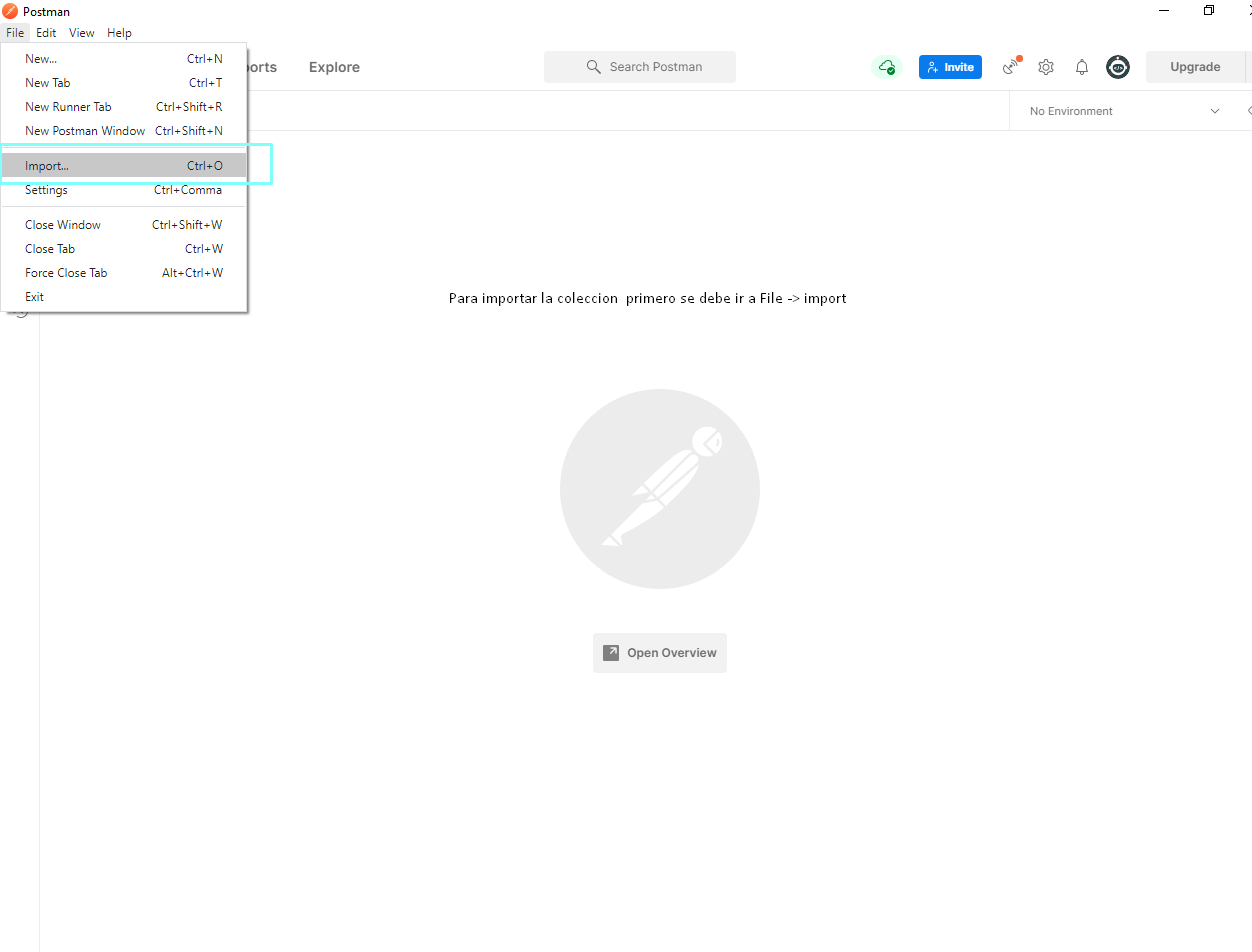 Postman
File Edit View Help
New... Ctrl+N
New Tab Ctrl+T
New Runner Tab Ctrl+Shift+R
New Postman Window Ctrl+Shift+N
Import... Ctrl+O
Settings Ctrl+Comma
Close Window Ctrl+Shift+W
Close Tab Ctrl+W
Force Close Tab Alt+Ctrl+W
Exit
orts Explore
Search Postman
Invite
Upgrade
No Environment
Para importar la coleccion primero se debe ir a File -> import
Open Overview